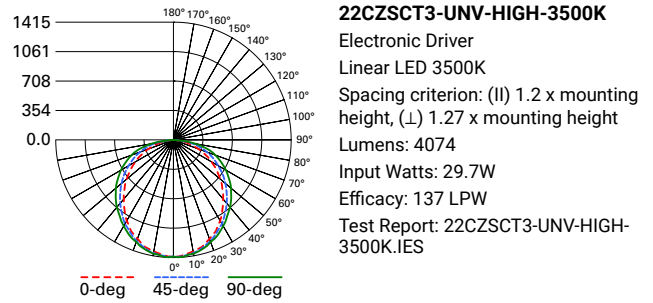 1415
1061
708
354
0.0
180° 170° 160° 150° 140° 130° 120° 110° 100° 90° 80° 70° 60° 50° 40° 30° 20° 10° 0°
0-deg 45-deg 90-deg
22CZSCT3-UNV-HIGH-3500K
Electronic Driver
Linear LED 3500K
Spacing criterion: (II) 1.2 x mounting
height, (⊥) 1.27 x mounting height
Lumens: 4074
Input Watts: 29.7W
Efficacy: 137 LPW
Test Report: 22CZSCT3-UNV-HIGH-
3500K.IES